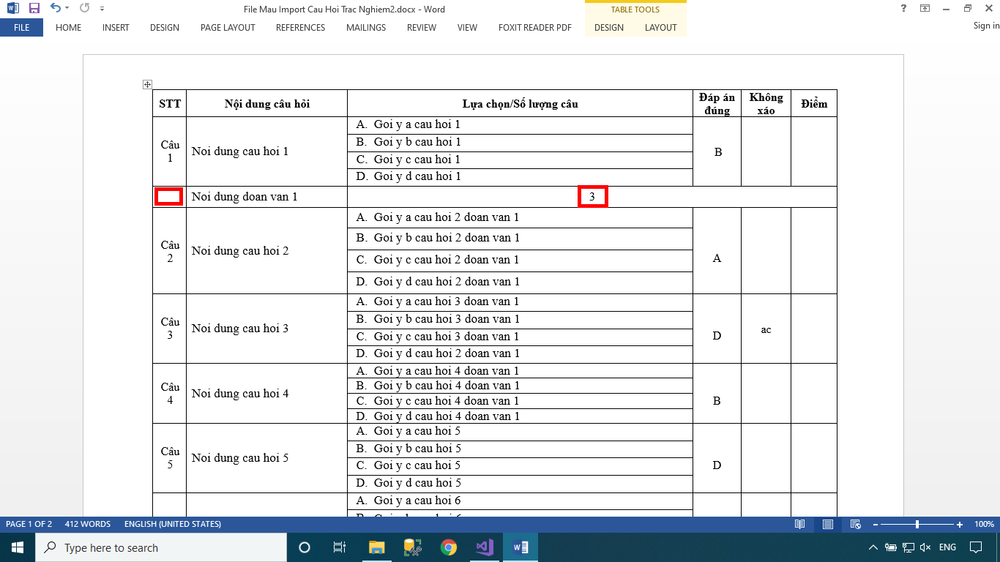 File Mau Import Cau Hoi Trac Nghiem2.docx - Word
TABLE TOOLS
?
FILE HOME INSERT DESIGN PAGE LAYOUT REFERENCES MAILINGS REVIEW VIEW FOXIT READER PDF DESIGN LAYOUT Sign in
STT Nội dung câu hỏi Lựa chọn/Số lượng câu Đáp án đúng Không xáo Điểm
Câu 1 Noi dung cau hoi 1
A. Goi y a cau hoi 1
B. Goi y b cau hoi 1
C. Goi y c cau hoi 1
D. Goi y d cau hoi 1
B
Noi dung doan van 1 3
Câu 2 Noi dung cau hoi 2
A. Goi y a cau hoi 2 doan van 1
B. Goi y b cau hoi 2 doan van 1
C. Goi y c cau hoi 2 doan van 1
D. Goi y d cau hoi 2 doan van 1
A
Câu 3 Noi dung cau hoi 3
A. Goi y a cau hoi 3 doan van 1
B. Goi y b cau hoi 3 doan van 1
C. Goi y c cau hoi 3 doan van 1
D. Goi y d cau hoi 2 doan van 1
D ac
Câu 4 Noi dung cau hoi 4
A. Goi y a cau hoi 4 doan van 1
B. Goi y b cau hoi 4 doan van 1
C. Goi y c cau hoi 4 doan van 1
D. Goi y d cau hoi 4 doan van 1
B
Câu 5 Noi dung cau hoi 5
A. Goi y a cau hoi 5
B. Goi y b cau hoi 5
C. Goi y c cau hoi 5
D. Goi y d cau hoi 5
D
A. Goi y a cau hoi 6
PAGE 1 OF 2 412 WORDS ENGLISH (UNITED STATES) 100%
Type here to search ENG